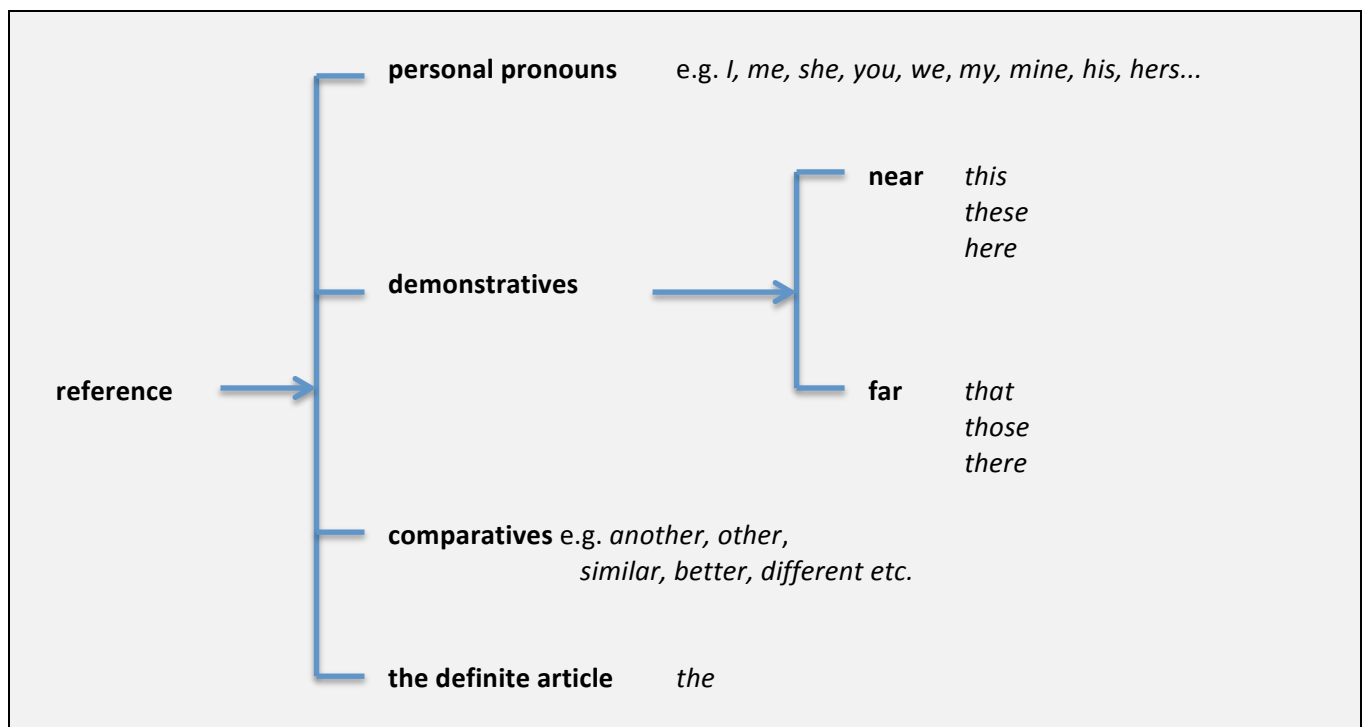 personal pronouns e.g. I, me, she, you, we, my, mine, his, hers...
near this
these
here
demonstratives
reference
far that
those
there
comparatives e.g. another, other,
similar, better, different etc.
the definite article the